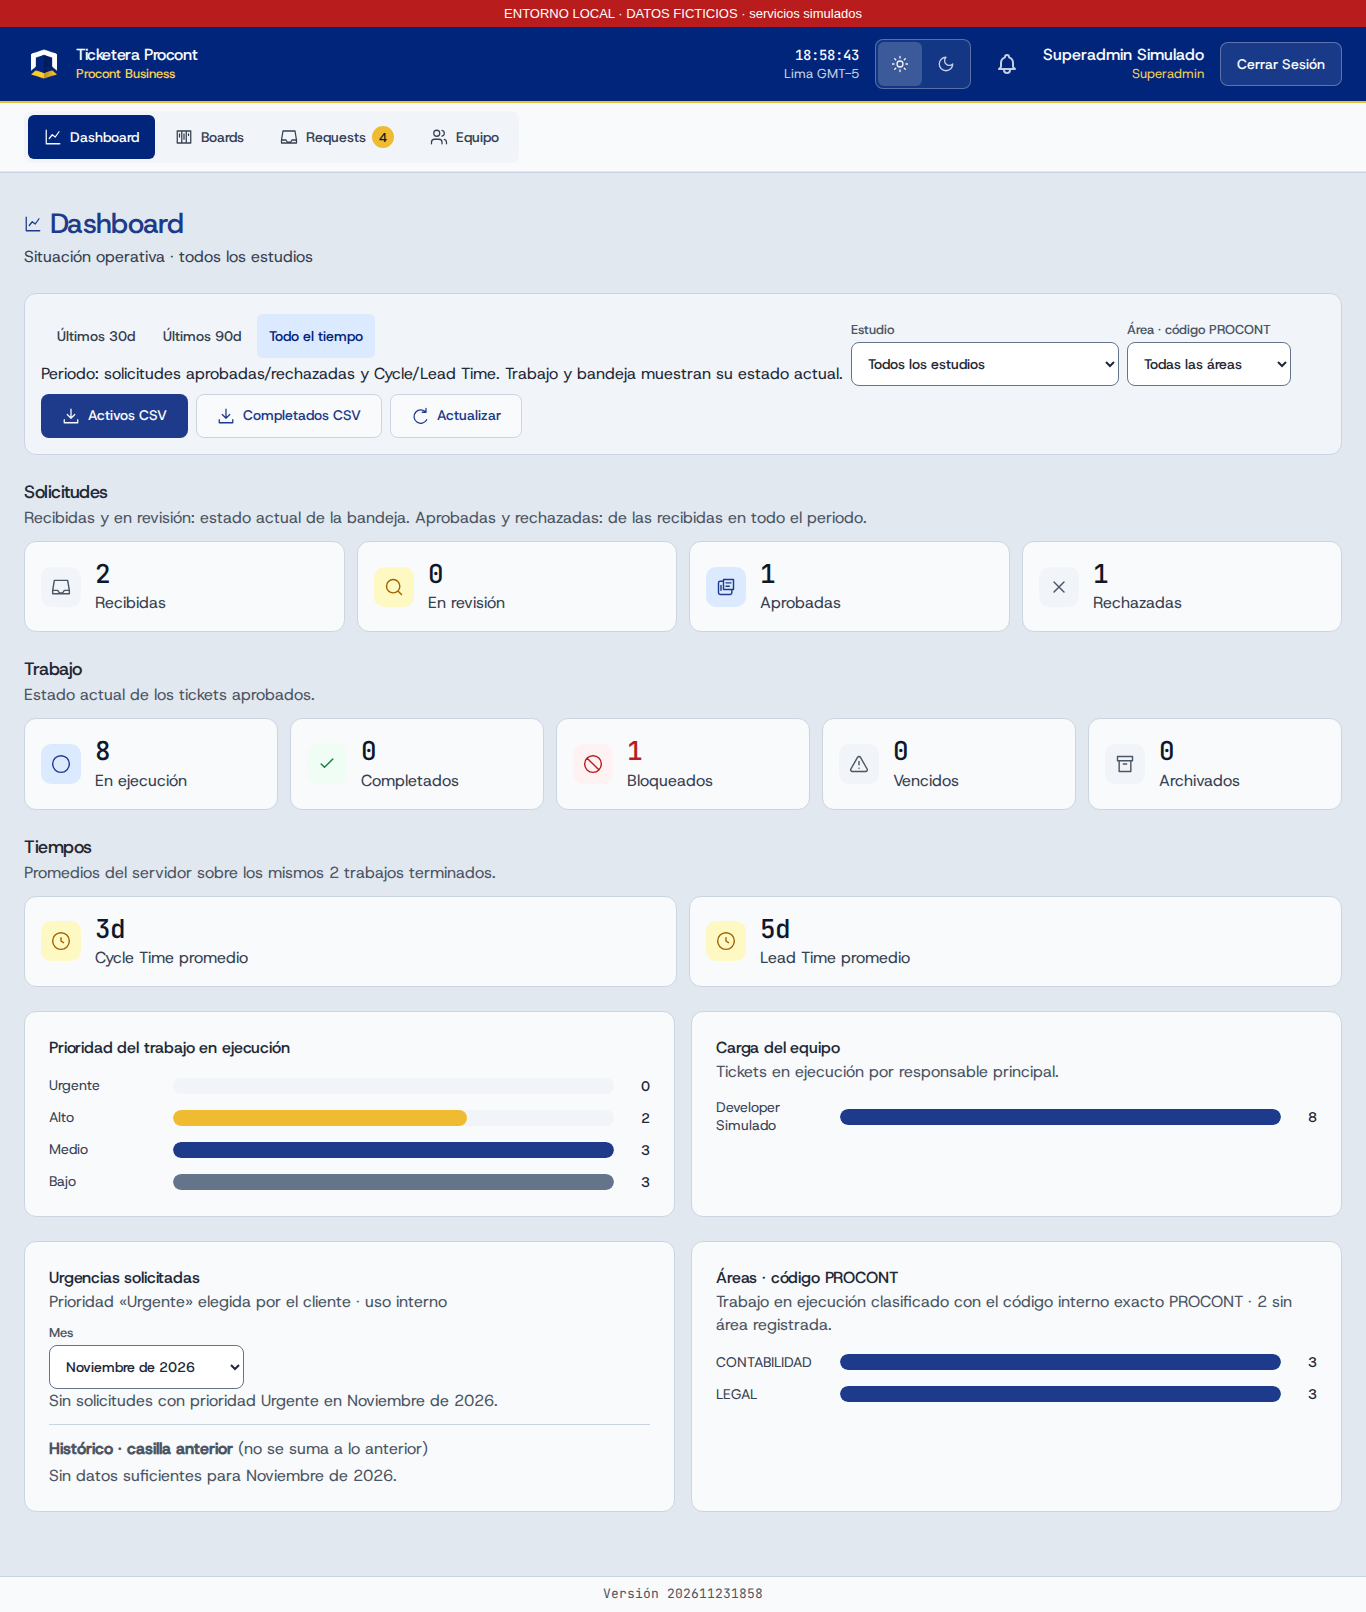 ENTORNO LOCAL · DATOS FICTICIOS · servicios simulados
Ticketera Procont
Procont Business
18:58:43
Lima GMT-5
Superadmin Simulado
Superadmin
Cerrar Sesión
Dashboard
Boards
Requests 4
Equipo
Dashboard
Situación operativa · todos los estudios
Últimos 30d
Últimos 90d
Todo el tiempo
Periodo: solicitudes aprobadas/rechazadas y Cycle/Lead Time. Trabajo y bandeja muestran su estado actual.
Estudio
Todos los estudios
Área · código PROCONT
Todas las áreas
Activos CSV
Completados CSV
Actualizar
Solicitudes
Recibidas y en revisión: estado actual de la bandeja. Aprobadas y rechazadas: de las recibidas en todo el periodo.
2
Recibidas
0
En revisión
1
Aprobadas
1
Rechazadas
Trabajo
Estado actual de los tickets aprobados.
8
En ejecución
0
Completados
1
Bloqueados
0
Vencidos
0
Archivados
Tiempos
Promedios del servidor sobre los mismos 2 trabajos terminados.
3d
Cycle Time promedio
5d
Lead Time promedio
Prioridad del trabajo en ejecución
Urgente 0
Alto 2
Medio 3
Bajo 3
Carga del equipo
Tickets en ejecución por responsable principal.
Developer
Simulado 8
Urgencias solicitadas
Prioridad «Urgente» elegida por el cliente · uso interno
Mes
Noviembre de 2026
Sin solicitudes con prioridad Urgente en Noviembre de 2026.
Histórico · casilla anterior (no se suma a lo anterior)
Sin datos suficientes para Noviembre de 2026.
Áreas · código PROCONT
Trabajo en ejecución clasificado con el código interno exacto PROCONT · 2 sin
área registrada.
CONTABILIDAD 3
LEGAL 3
Versión 202611231858